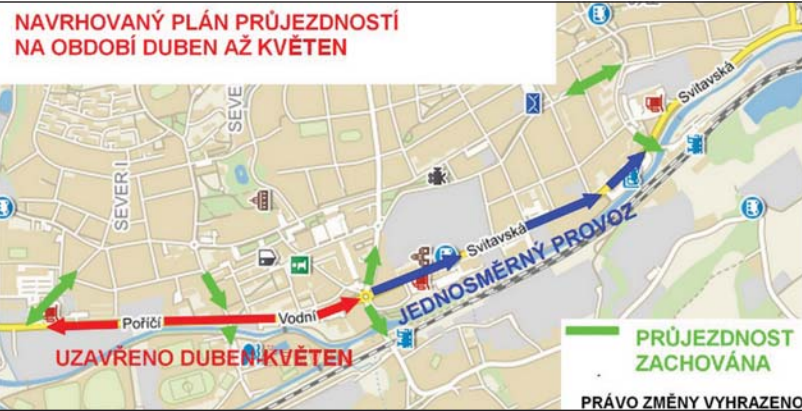 NAVRHOVANÝ PLÁN PRŮJEZDNOSTÍ
NA OBDOBÍ DUBEN AŽ KVĚTEN
SEVER I
SEVE
Svitavská
Svitavská
JEDNOSMĚRNÝ PROVOZ
Poříčí
Vodní
UZAVŘENO DUBEN-KVĚTEN
PRŮJEZDNOST
ZACHOVÁNA
PRÁVO ZMĚNY VYHRAZENO